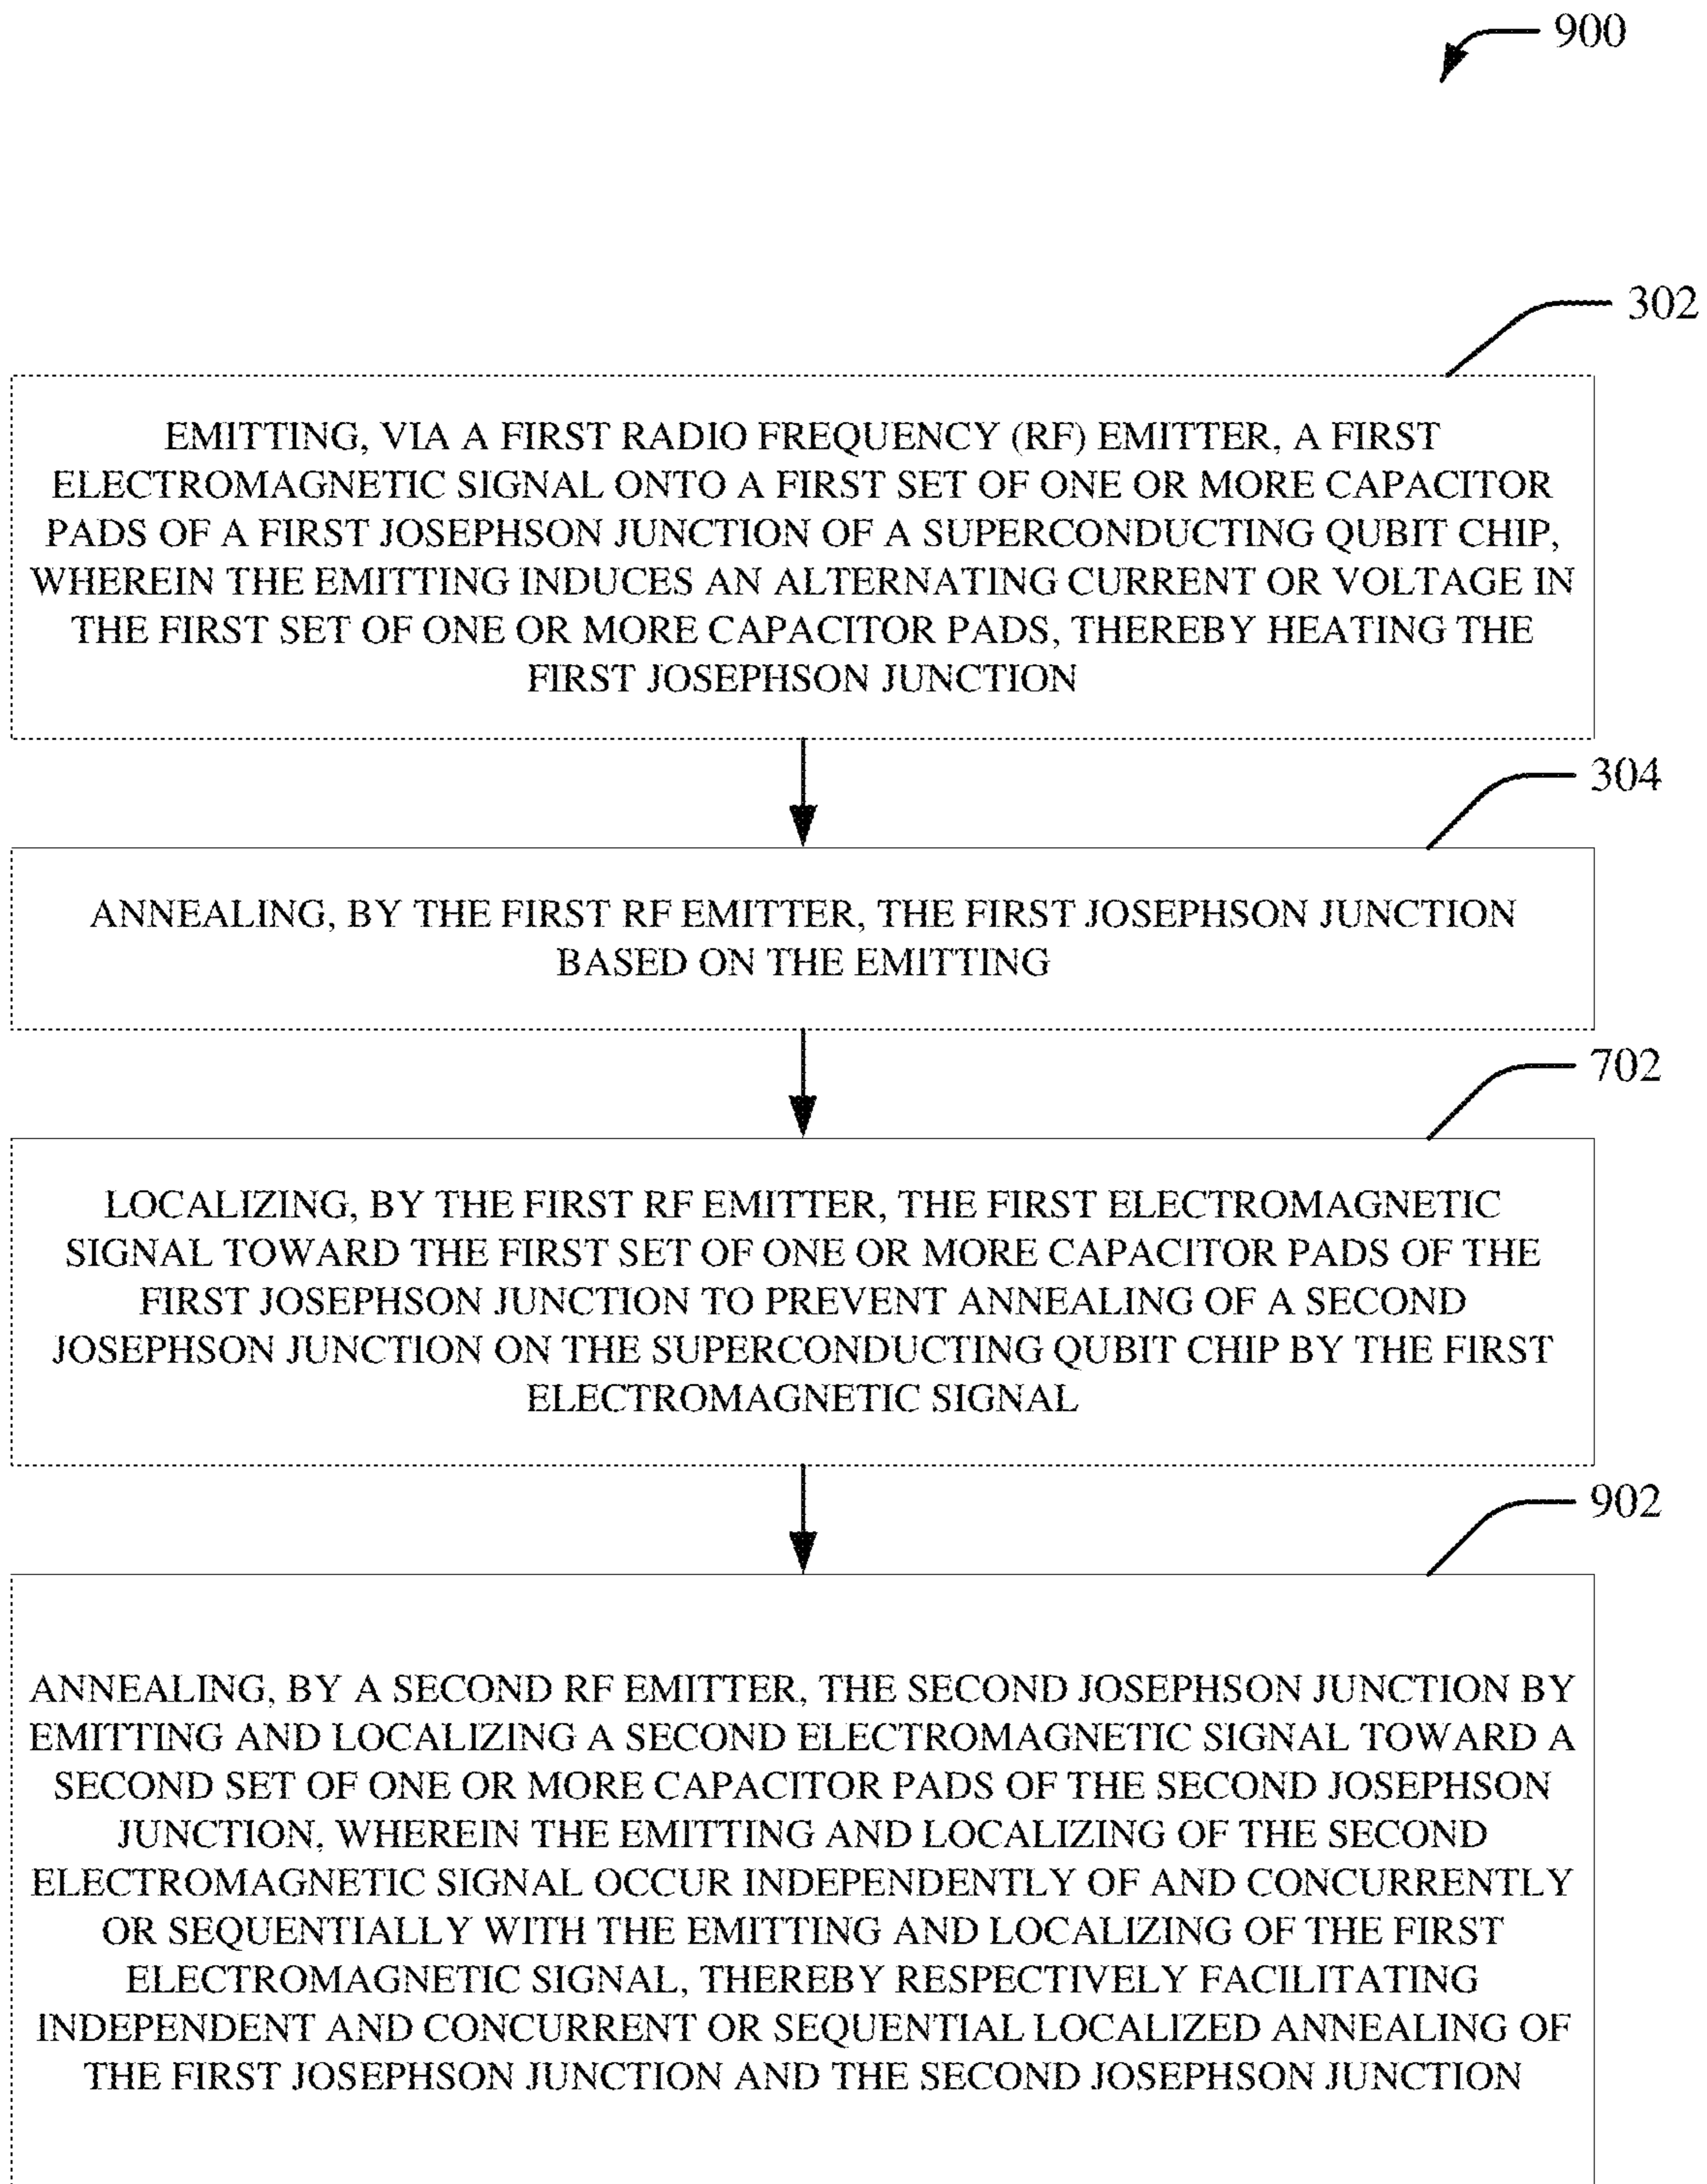 900
302
EMITTING, VIA A FIRST RADIO FREQUENCY (RF) EMITTER, A FIRST
ELECTROMAGNETIC SIGNAL ONTO A FIRST SET OF ONE OR MORE CAPACITOR
PADS OF A FIRST JOSEPHSON JUNCTION OF A SUPERCONDUCTING QUBIT CHIP,
WHEREIN THE EMITTING INDUCES AN ALTERNATING CURRENT OR VOLTAGE IN
THE FIRST SET OF ONE OR MORE CAPACITOR PADS, THEREBY HEATING THE
FIRST JOSEPHSON JUNCTION
304
ANNEALING, BY THE FIRST RF EMITTER, THE FIRST JOSEPHSON JUNCTION
BASED ON THE EMITTING
702
LOCALIZING, BY THE FIRST RF EMITTER, THE FIRST ELECTROMAGNETIC
SIGNAL TOWARD THE FIRST SET OF ONE OR MORE CAPACITOR PADS OF THE
FIRST JOSEPHSON JUNCTION TO PREVENT ANNEALING OF A SECOND
JOSEPHSON JUNCTION ON THE SUPERCONDUCTING QUBIT CHIP BY THE FIRST
ELECTROMAGNETIC SIGNAL
902
ANNEALING, BY A SECOND RF EMITTER, THE SECOND JOSEPHSON JUNCTION BY
EMITTING AND LOCALIZING A SECOND ELECTROMAGNETIC SIGNAL TOWARD A
SECOND SET OF ONE OR MORE CAPACITOR PADS OF THE SECOND JOSEPHSON
JUNCTION, WHEREIN THE EMITTING AND LOCALIZING OF THE SECOND
ELECTROMAGNETIC SIGNAL OCCUR INDEPENDENTLY OF AND CONCURRENTLY
OR SEQUENTIALLY WITH THE EMITTING AND LOCALIZING OF THE FIRST
ELECTROMAGNETIC SIGNAL, THEREBY RESPECTIVELY FACILITATING
INDEPENDENT AND CONCURRENT OR SEQUENTIAL LOCALIZED ANNEALING OF
THE FIRST JOSEPHSON JUNCTION AND THE SECOND JOSEPHSON JUNCTION